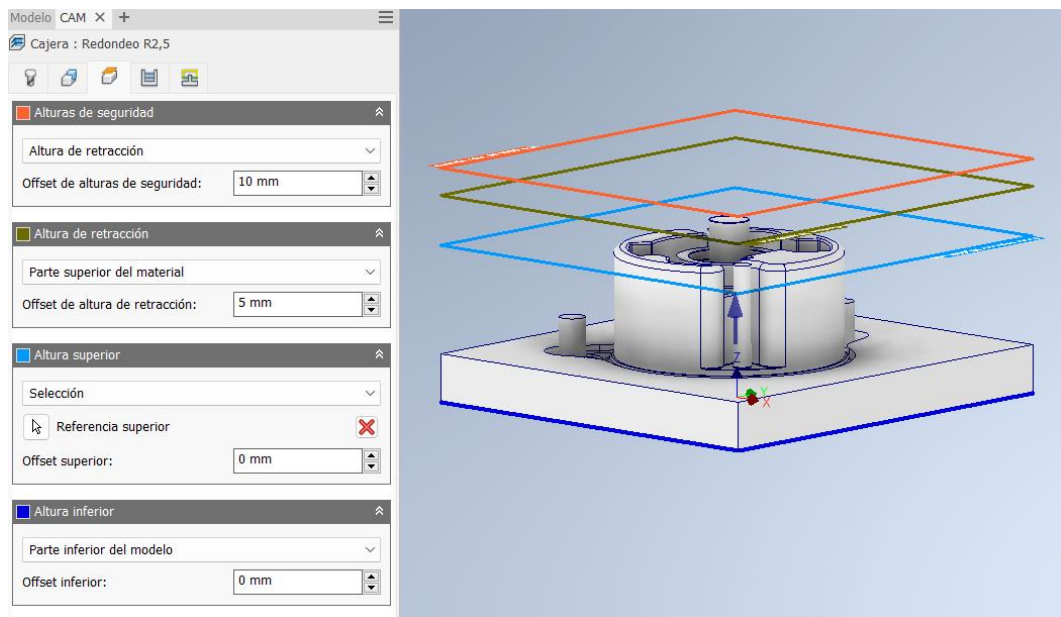 Modelo CAM × +
Cajera : Redondeo R2,5
Alturas de seguridad
Altura de retracción
Offset de alturas de seguridad: 10 mm
Altura de retracción
Parte superior del material
Offset de altura de retracción: 5 mm
Altura superior
Selección
Referencia superior
Offset superior: 0 mm
Altura inferior
Parte inferior del modelo
Offset inferior: 0 mm
Z
Y
X